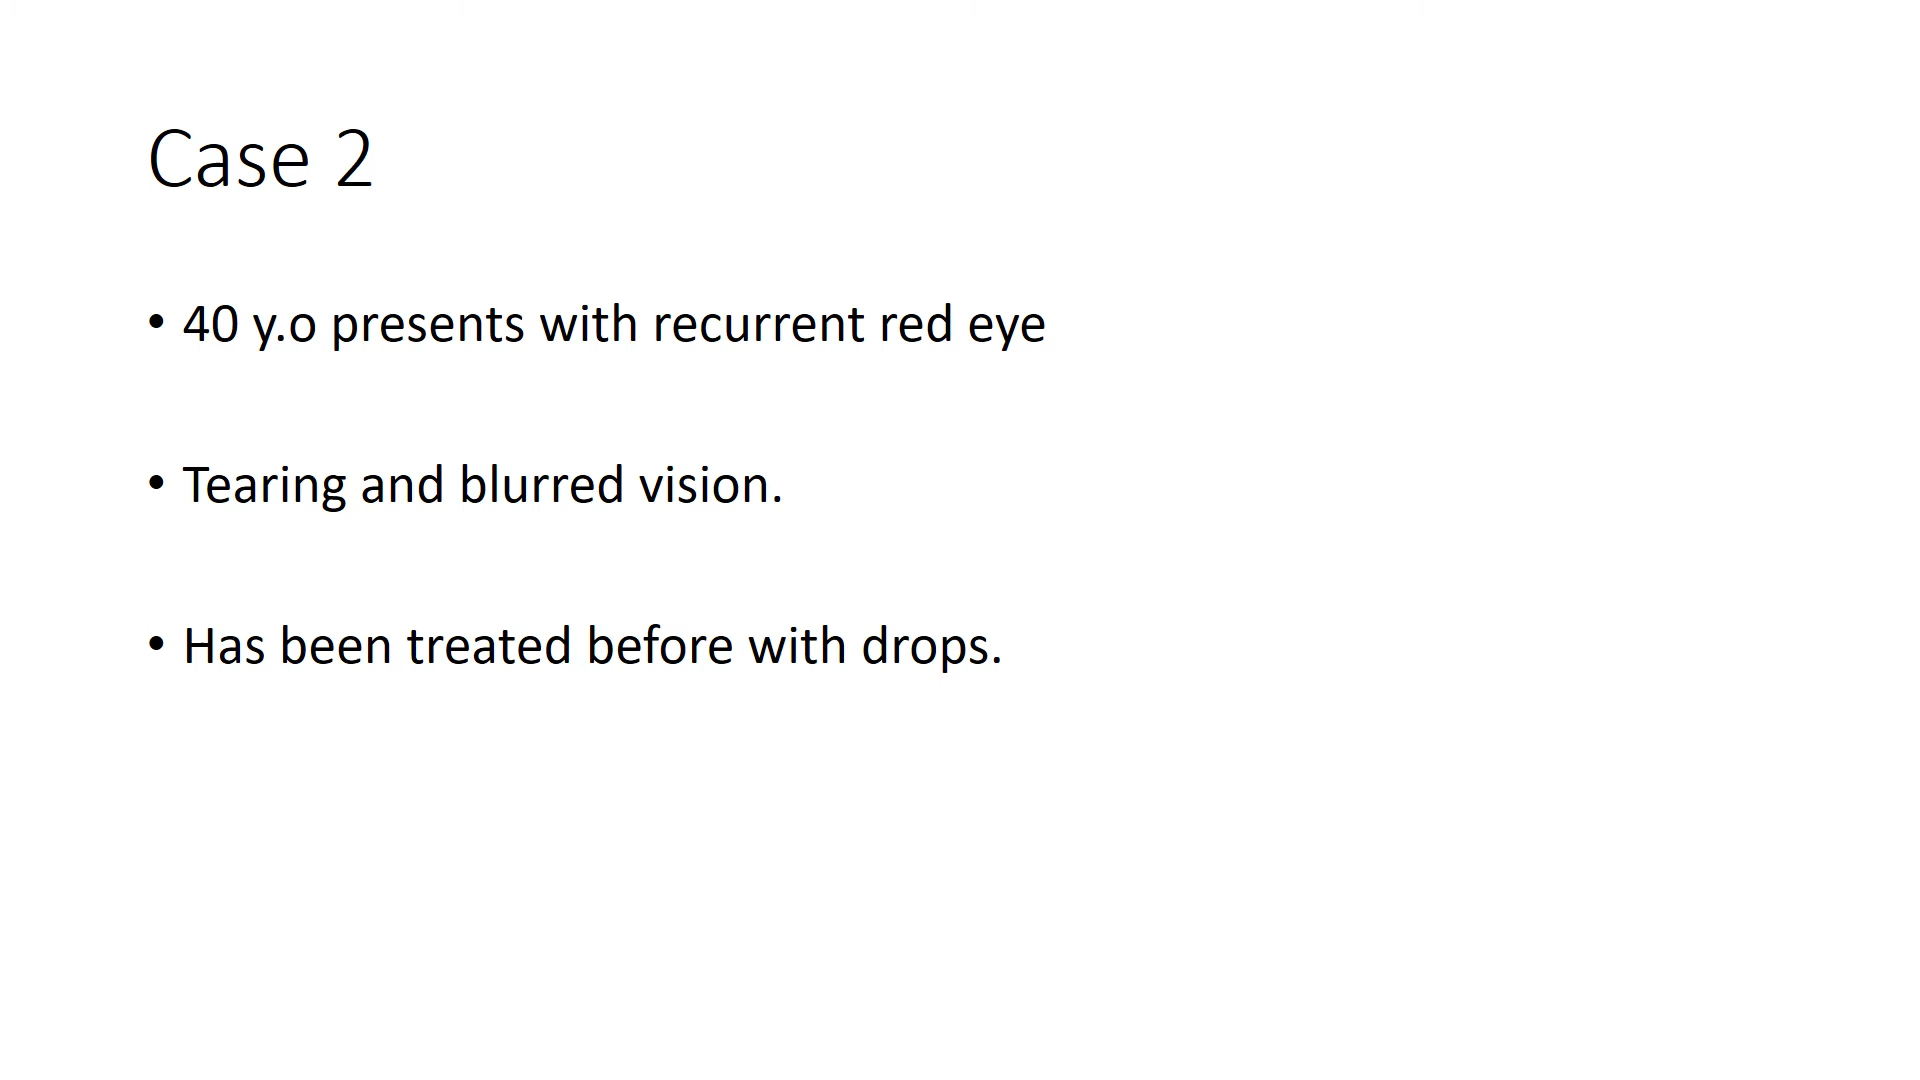 Case 2
• 40 y.o presents with recurrent red eye
• Tearing and blurred vision.
• Has been treated before with drops.